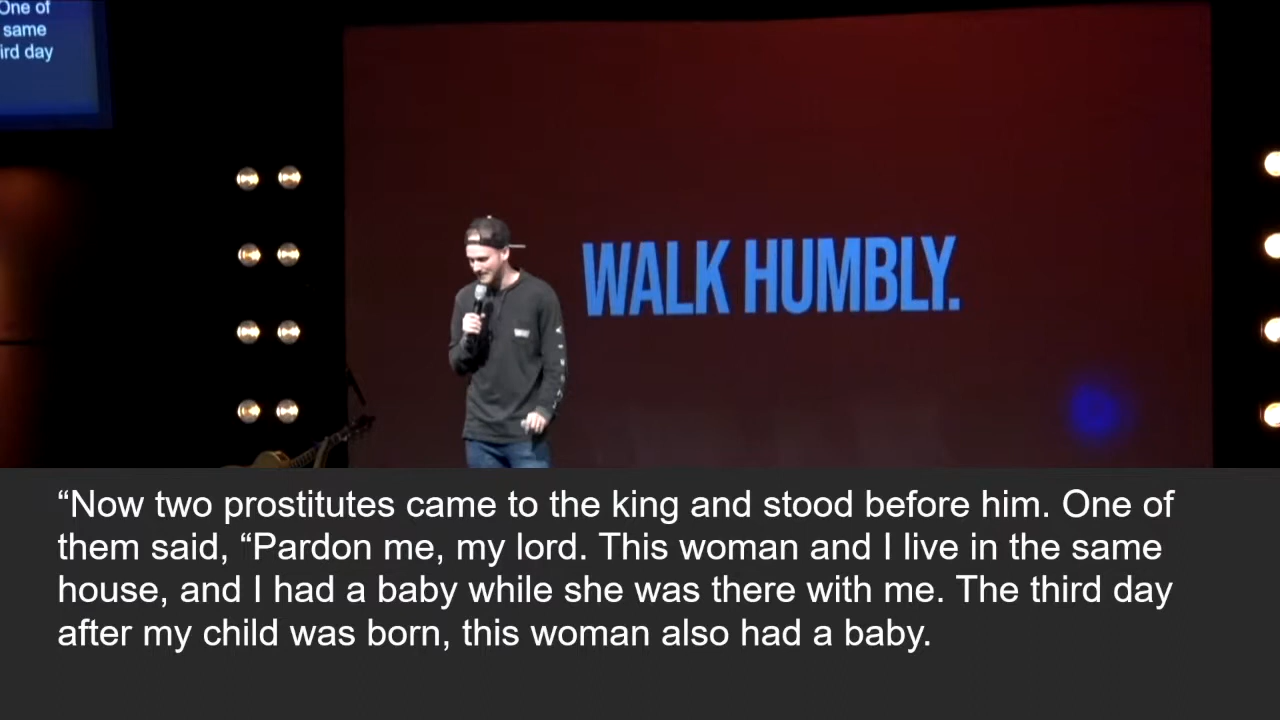 One of
same
ird day
WALK HUMBLY.
“Now two prostitutes came to the king and stood before him. One of
them said, “Pardon me, my lord. This woman and I live in the same
house, and I had a baby while she was there with me. The third day
after my child was born, this woman also had a baby.